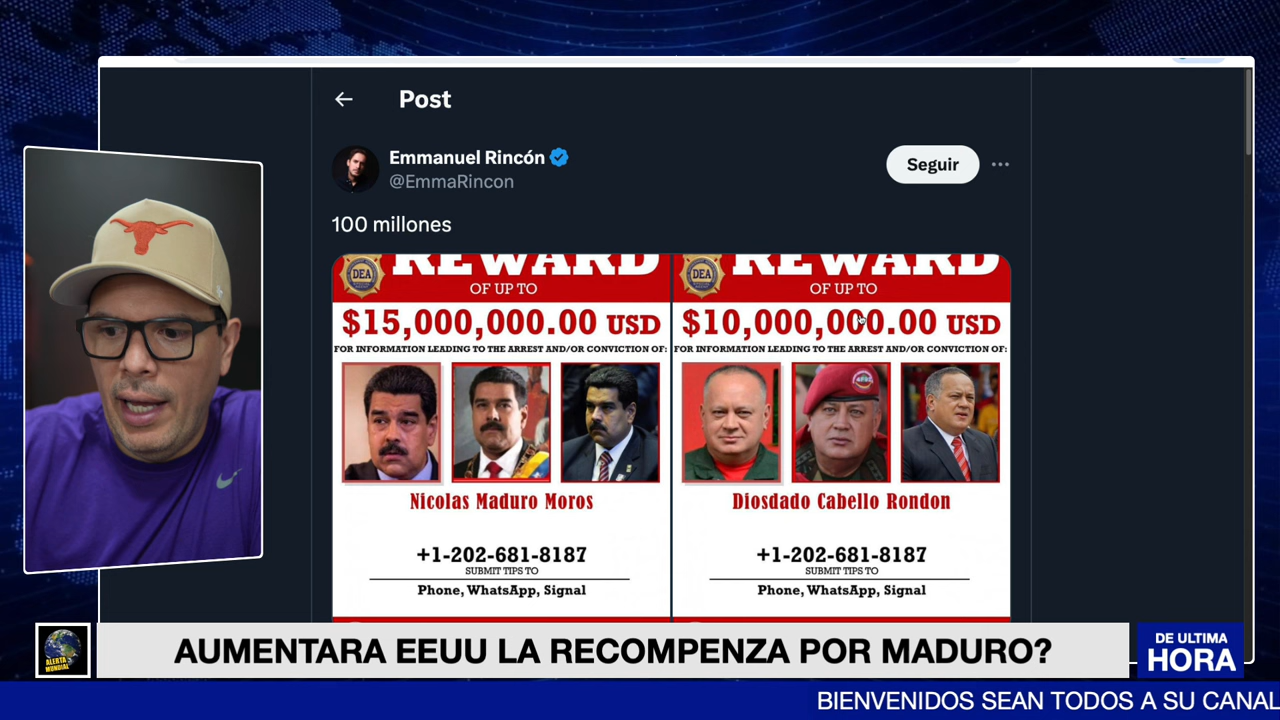 Post
Emmanuel Rincón
@EmmaRincon
Seguir
100 millones
DEA
REWARD
OF UP TO
$15,000,000.00 USD
FOR INFORMATION LEADING TO THE ARREST AND/OR CONVICTION OF:
Nicolas Maduro Moros
+1-202-681-8187
SUBMIT TIPS TO
Phone, WhatsApp, Signal
DEA
REWARD
OF UP TO
$10,000,000.00 USD
FOR INFORMATION LEADING TO THE ARREST AND/OR CONVICTION OF:
Diosdado Cabello Rondon
+1-202-681-8187
SUBMIT TIPS TO
Phone, WhatsApp, Signal
ALERTA
MUNDIAL
AUMENTARA EEUU LA RECOMPENZA POR MADURO?
DE ULTIMA
HORA
BIENVENIDOS SEAN TODOS A SU CANAL